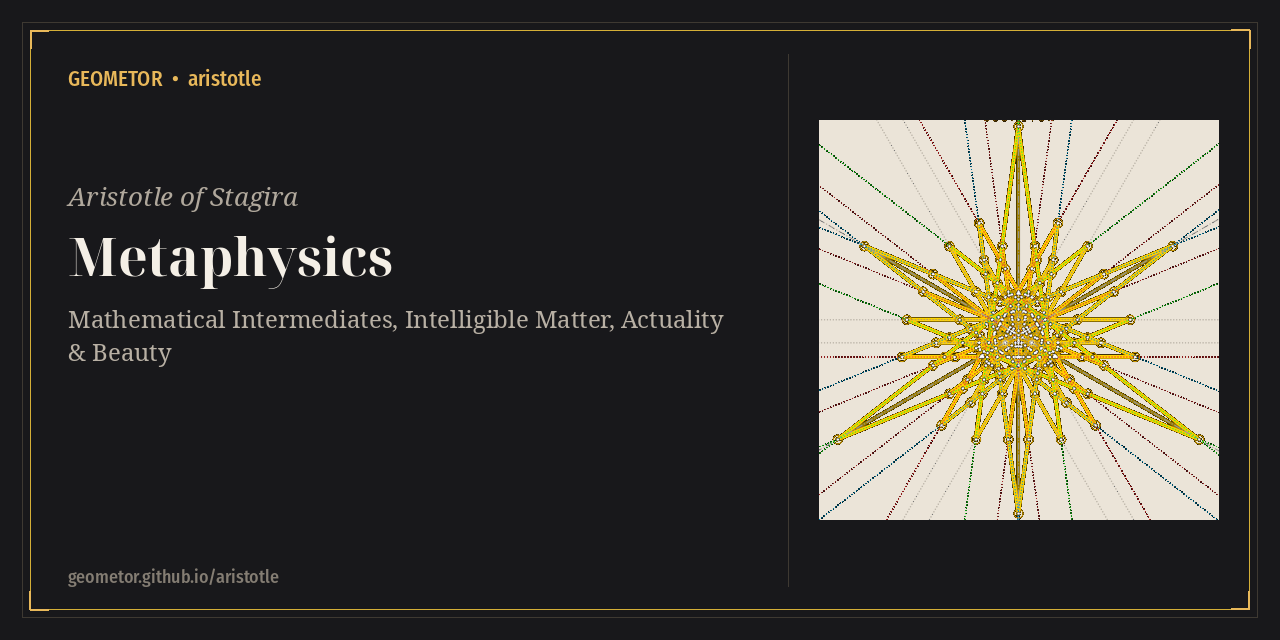 GEOMETOR • aristotle
Aristotle of Stagira
Metaphysics
Mathematical Intermediates, Intelligible Matter, Actuality
& Beauty
geometor.github.io/aristotle